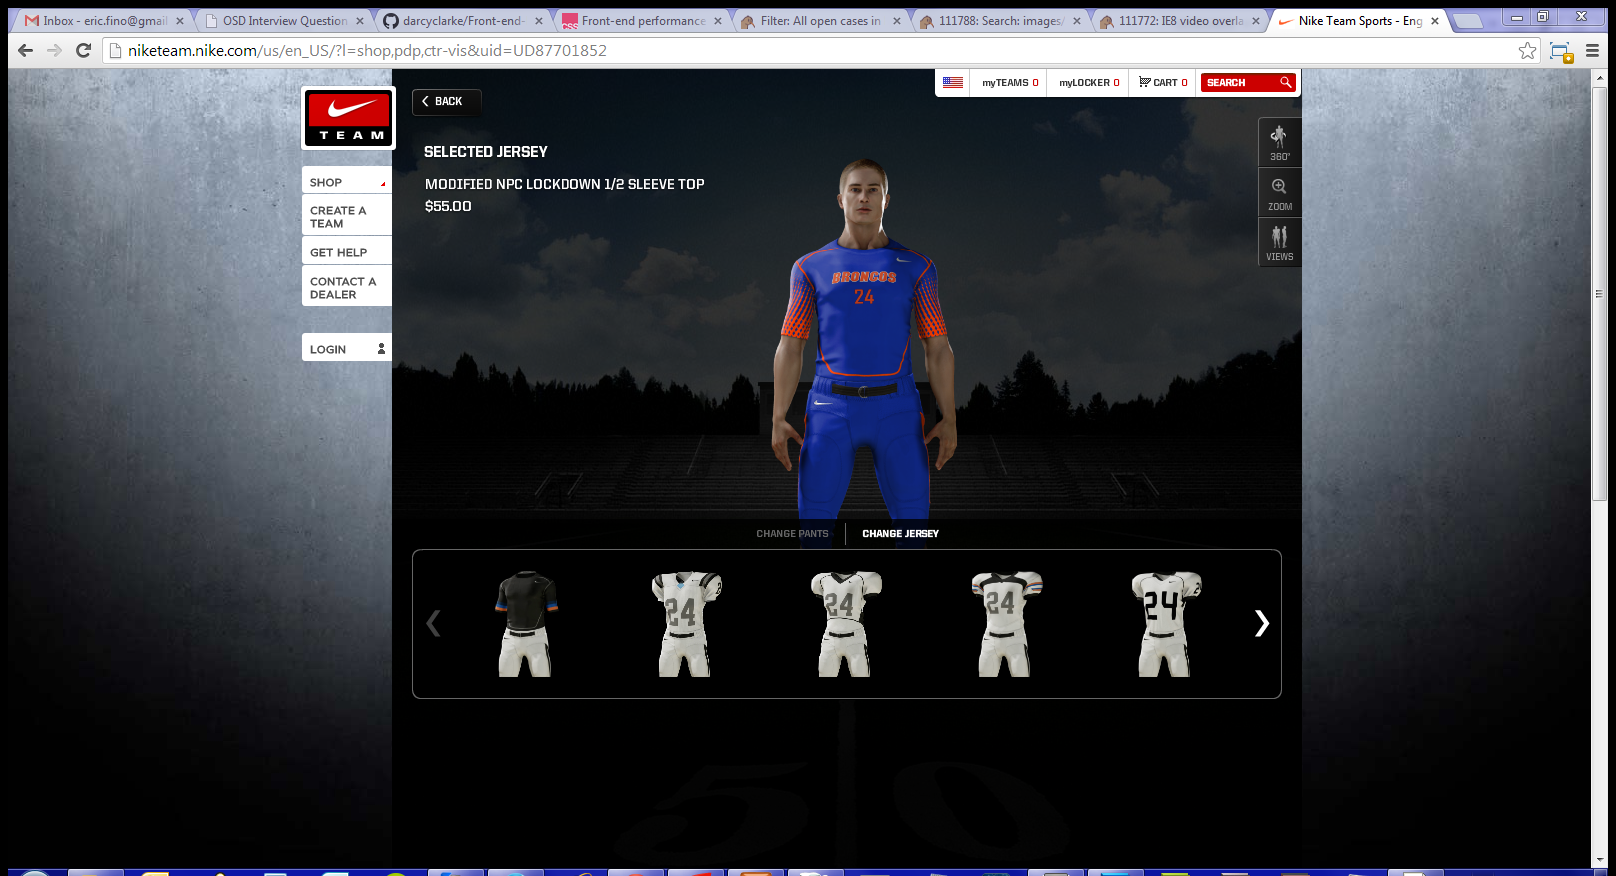 Inbox - eric.fino@gmail
OSD Interview Question
darcyclarke/Front-end-
Front-end performance
Filter: All open cases in
111788: Search: images/
111772: IE8 video overla
Nike Team Sports - Eng
niketeam.nike.com/us/en_US/?l=shop,pdp,ctr-vis&uid=UD87701852
myTEAMS 0
myLOCKER 0
CART 0
SEARCH
TEAM
BACK
SHOP
CREATE A
TEAM
GET HELP
CONTACT A
DEALER
LOGIN
SELECTED JERSEY
MODIFIED NPC LOCKDOWN 1/2 SLEEVE TOP
$55.00
360°
ZOOM
VIEWS
BRONCOS
24
CHANGE PANTS
CHANGE JERSEY
24
24
24
24
50